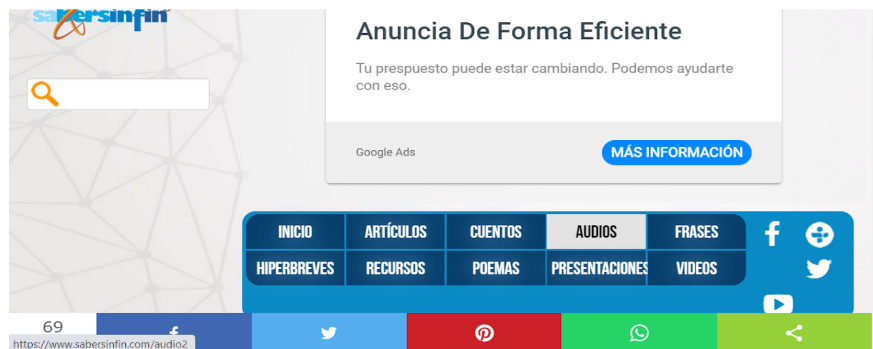 sabersinfin
Anuncia De Forma Eficiente
Tu prespuesto puede estar cambiando. Podemos ayudarte
con eso.
Google Ads
MÁS INFORMACIÓN
INICIO
ARTÍCULOS
CUENTOS
AUDIOS
FRASES
HIPERBREVES
RECURSOS
POEMAS
PRESENTACIONES
VIDEOS
69
https://www.sabersinfin.com/audio2